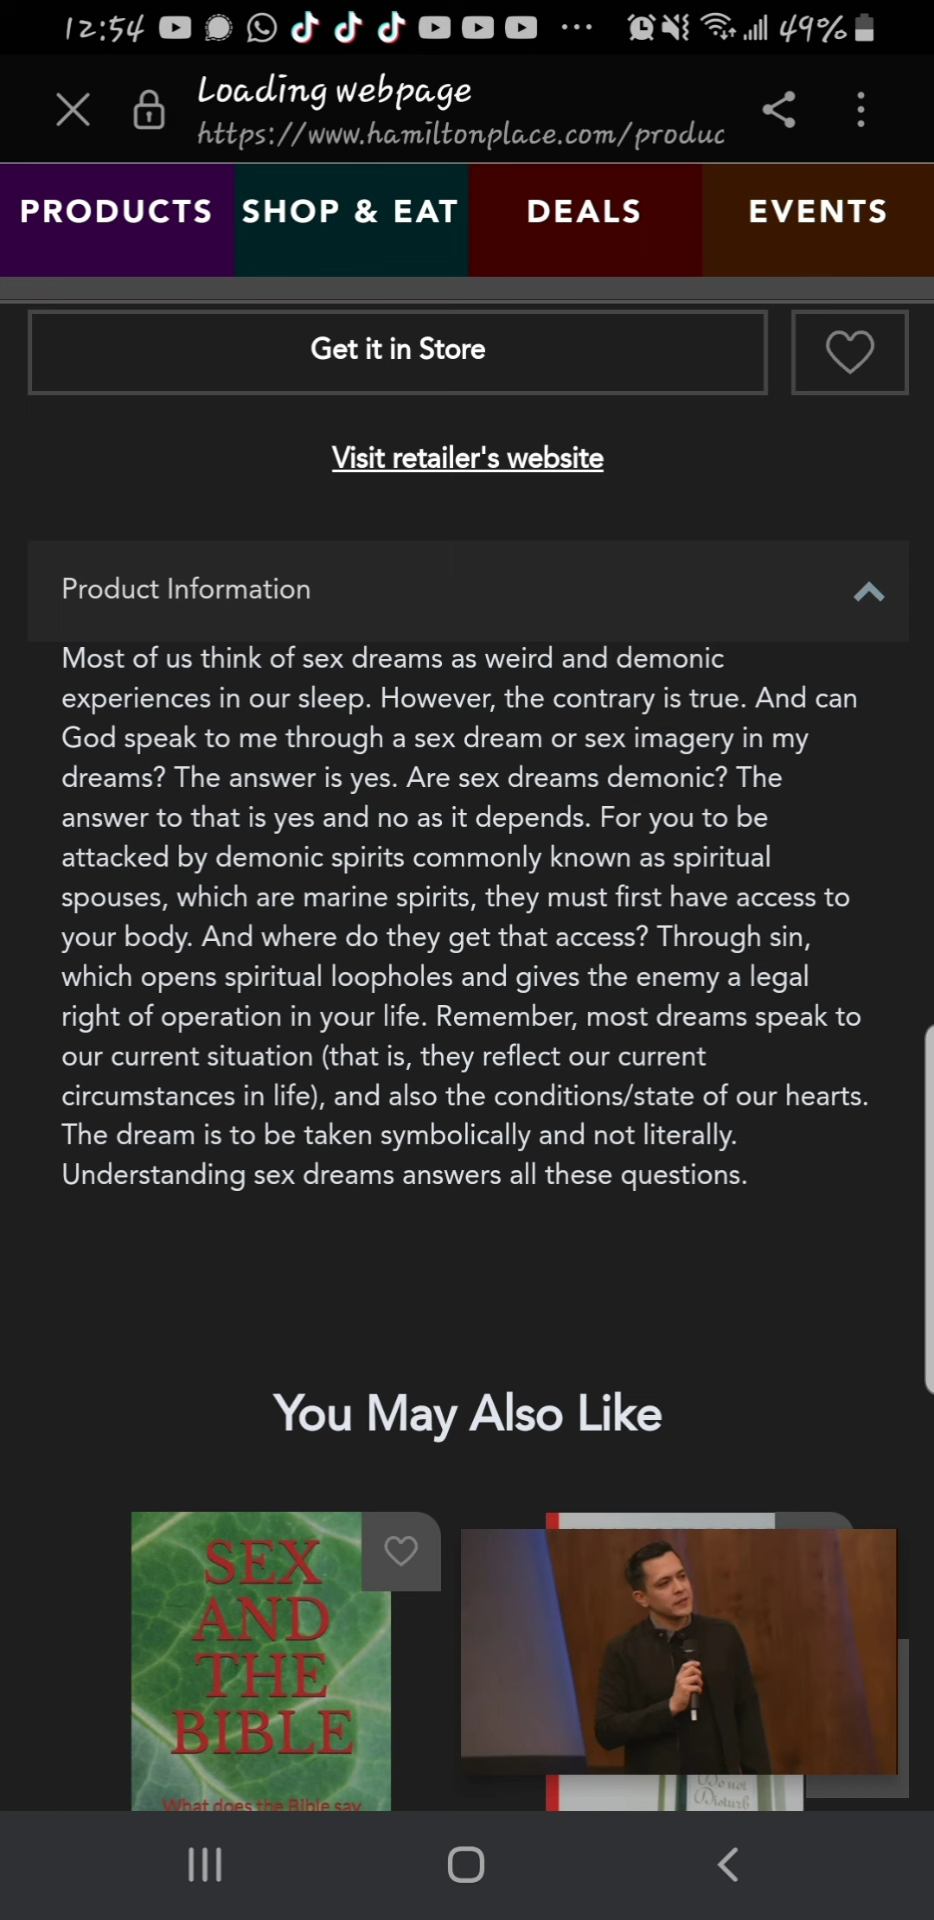 12:54
49%
Loading webpage
https://www.hamiltonplace.com/produc
PRODUCTS SHOP & EAT DEALS EVENTS
Get it in Store
Visit retailer's website
Product Information
Most of us think of sex dreams as weird and demonic
experiences in our sleep. However, the contrary is true. And can
God speak to me through a sex dream or sex imagery in my
dreams? The answer is yes. Are sex dreams demonic? The
answer to that is yes and no as it depends. For you to be
attacked by demonic spirits commonly known as spiritual
spouses, which are marine spirits, they must first have access to
your body. And where do they get that access? Through sin,
which opens spiritual loopholes and gives the enemy a legal
right of operation in your life. Remember, most dreams speak to
our current situation (that is, they reflect our current
circumstances in life), and also the conditions/state of our hearts.
The dream is to be taken symbolically and not literally.
Understanding sex dreams answers all these questions.
You May Also Like
SEX
AND
THE
BIBLE
What does the Bible say
Do not
Disturb